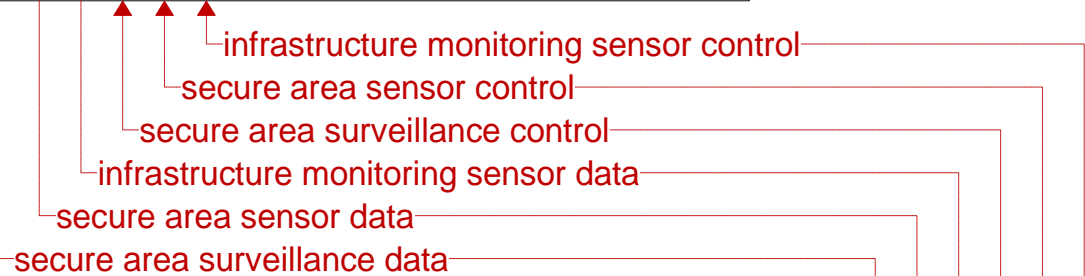 infrastructure monitoring sensor control
secure area sensor control
secure area surveillance control
infrastructure monitoring sensor data
secure area sensor data
secure area surveillance data